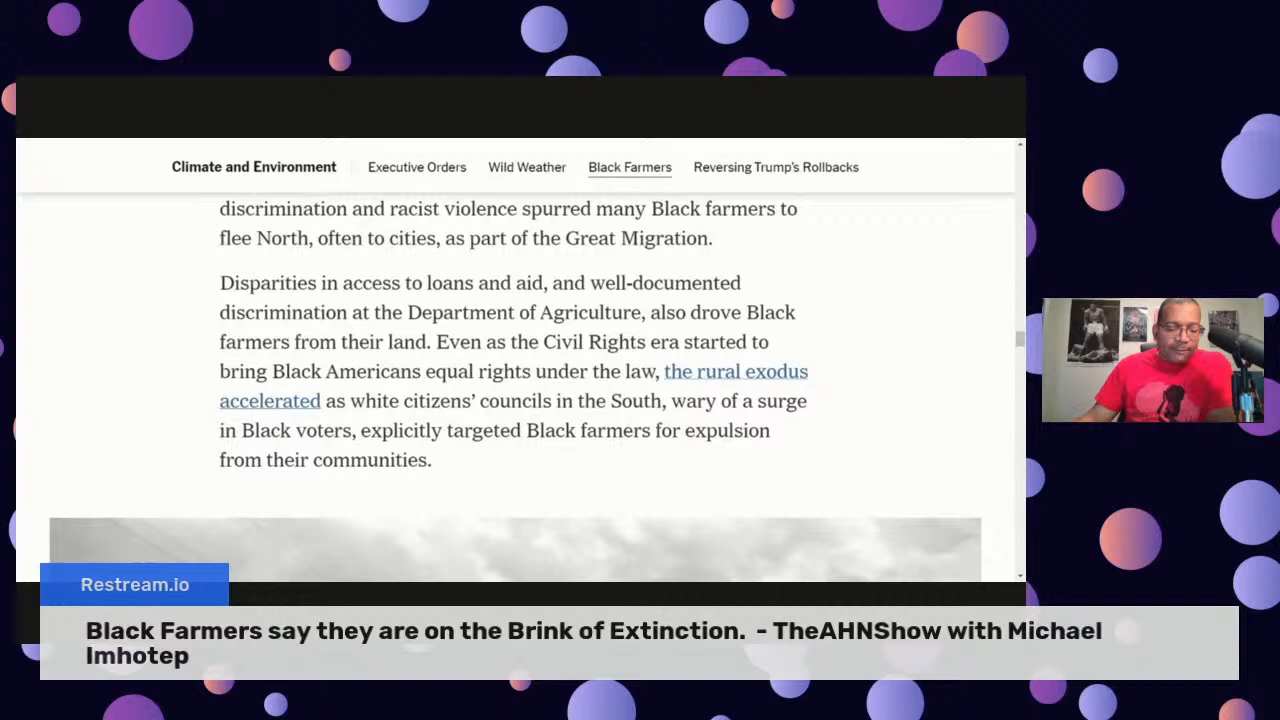 Climate and Environment Executive Orders Wild Weather Black Farmers Reversing Trump's Rollbacks
discrimination and racist violence spurred many Black farmers to
flee North, often to cities, as part of the Great Migration.
Disparities in access to loans and aid, and well-documented
discrimination at the Department of Agriculture, also drove Black
farmers from their land. Even as the Civil Rights era started to
bring Black Americans equal rights under the law, the rural exodus
accelerated as white citizens’ councils in the South, wary of a surge
in Black voters, explicitly targeted Black farmers for expulsion
from their communities.
Restream.io
Black Farmers say they are on the Brink of Extinction. - TheAHNShow with Michael
Imhotep